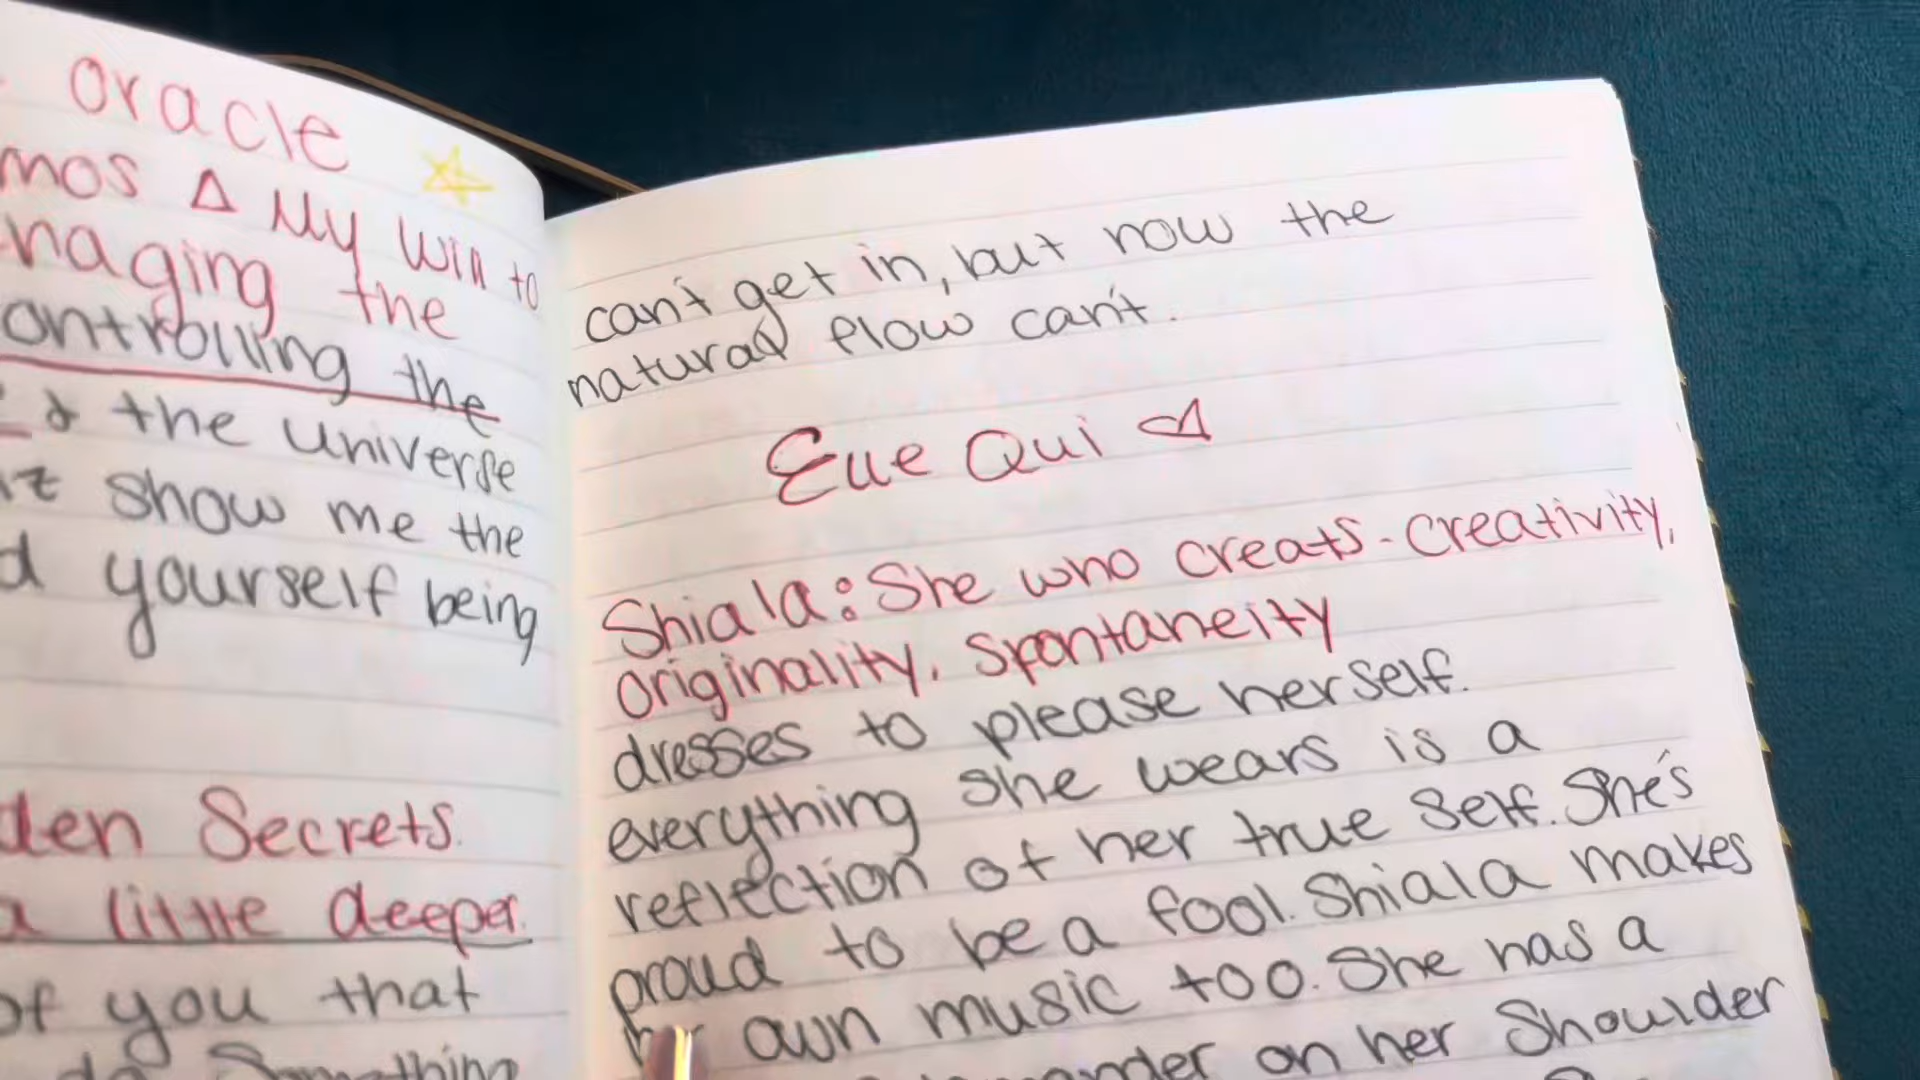 oracle
mos Δ My Will to
naging the
ontrolling the
& the universe
show me the
d yourself being
den Secrets.
a little deeper.
of you that
Something
can't get in, but now the
natural flow can't.
Eue Qui
Shiala: She who creats - creativity,
originality, spontaneity
dresses to please herself.
everything she wears is a
reflection of her true self. She's
proud to be a fool. Shiala makes
her own music too. She has a
on her shoulder